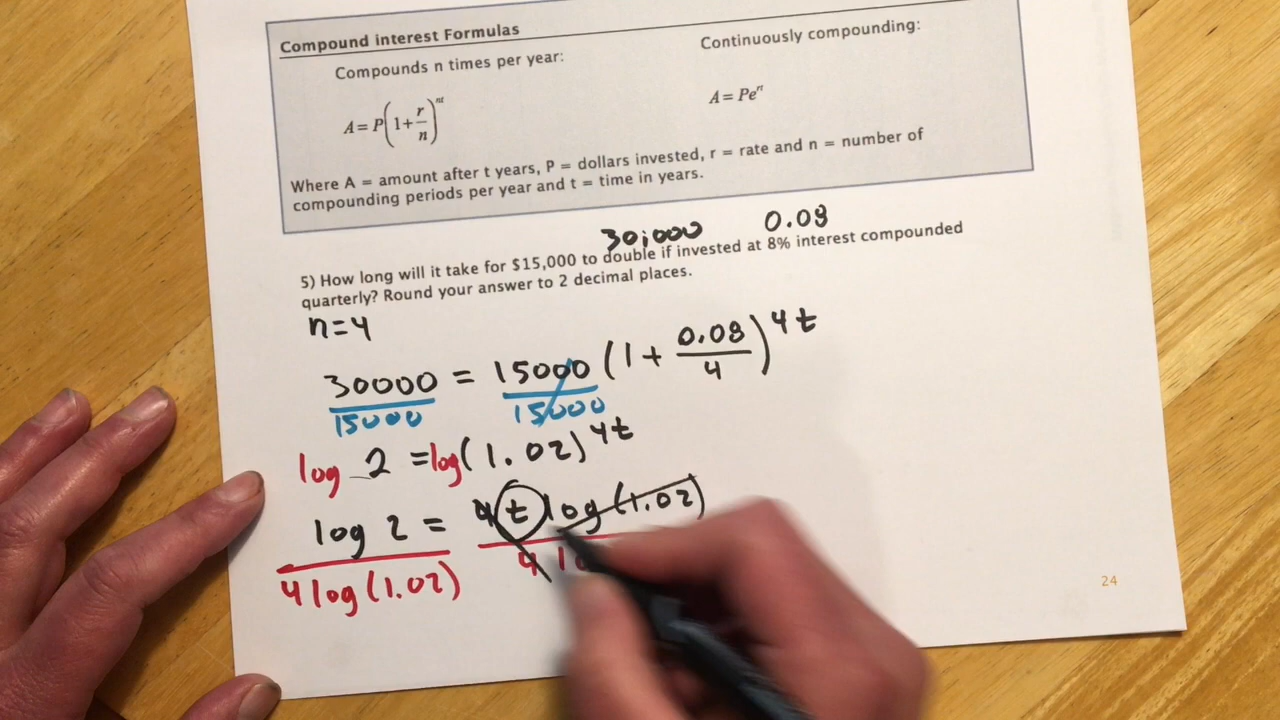 Compound interest Formulas
Compounds n times per year:
Continuously compounding:
A = P(1+r/n)^nt
A = Pe^rt
Where A = amount after t years, P = dollars invested, r = rate and n = number of
compounding periods per year and t = time in years.
30,000 0.08
5) How long will it take for $15,000 to double if invested at 8% interest compounded
quarterly? Round your answer to 2 decimal places.
n=4
30000 = 15000 (1 + 0.08/4)^4t
15000 15000
log 2 = log(1.02)^4t
log 2 = 4t log (1.02)
4 log (1.02) 4
24